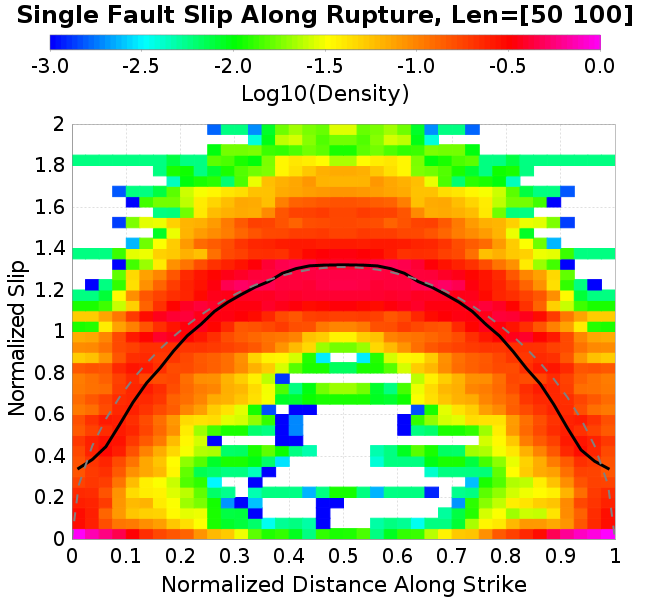 Single Fault Slip Along Rupture, Len=[50 100]
-3.0 -2.5 -2.0 -1.5 -1.0 -0.5 0.0
Log10(Density)
2
1.8
1.6
1.4
1.2
1
0.8
0.6
0.4
0.2
0
Normalized Slip
0 0.1 0.2 0.3 0.4 0.5 0.6 0.7 0.8 0.9 1
Normalized Distance Along Strike